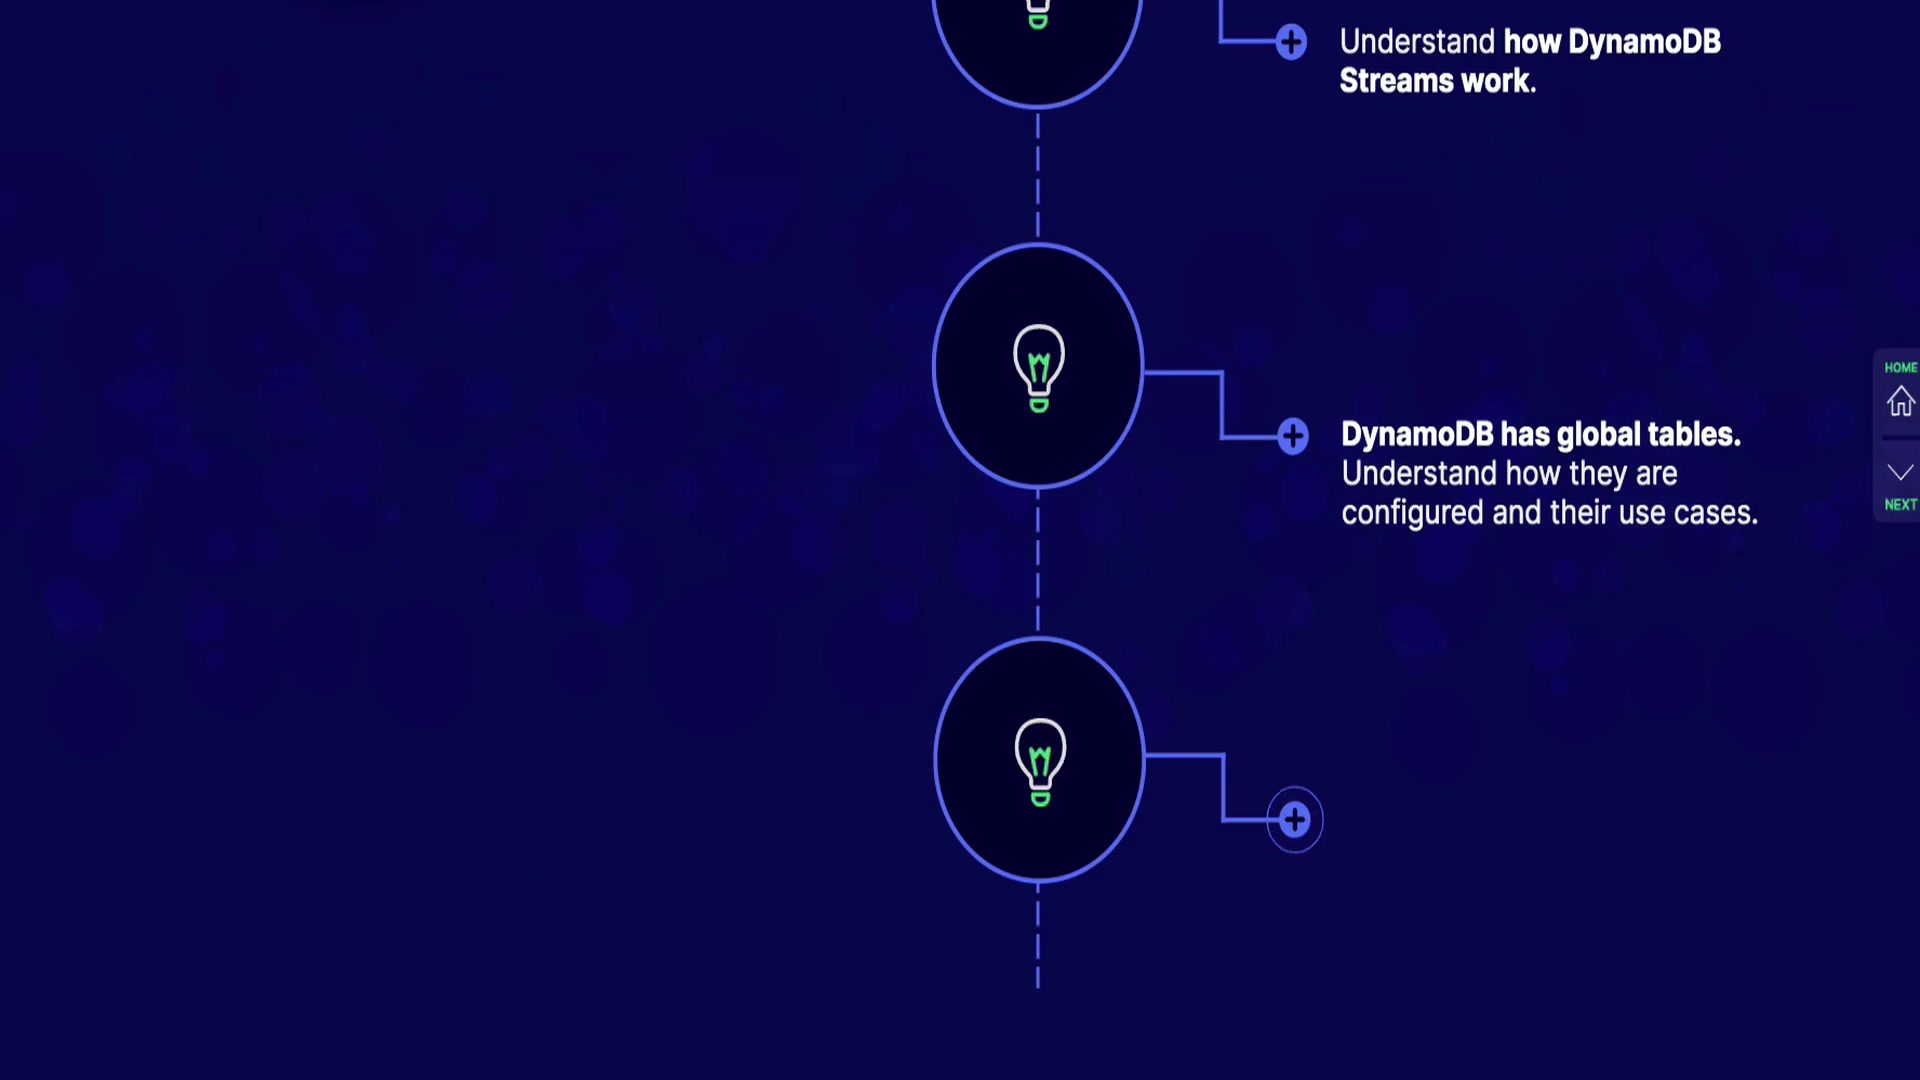 Understand how DynamoDB
Streams work.
HOME
DynamoDB has global tables.
Understand how they are
configured and their use cases.
NEXT